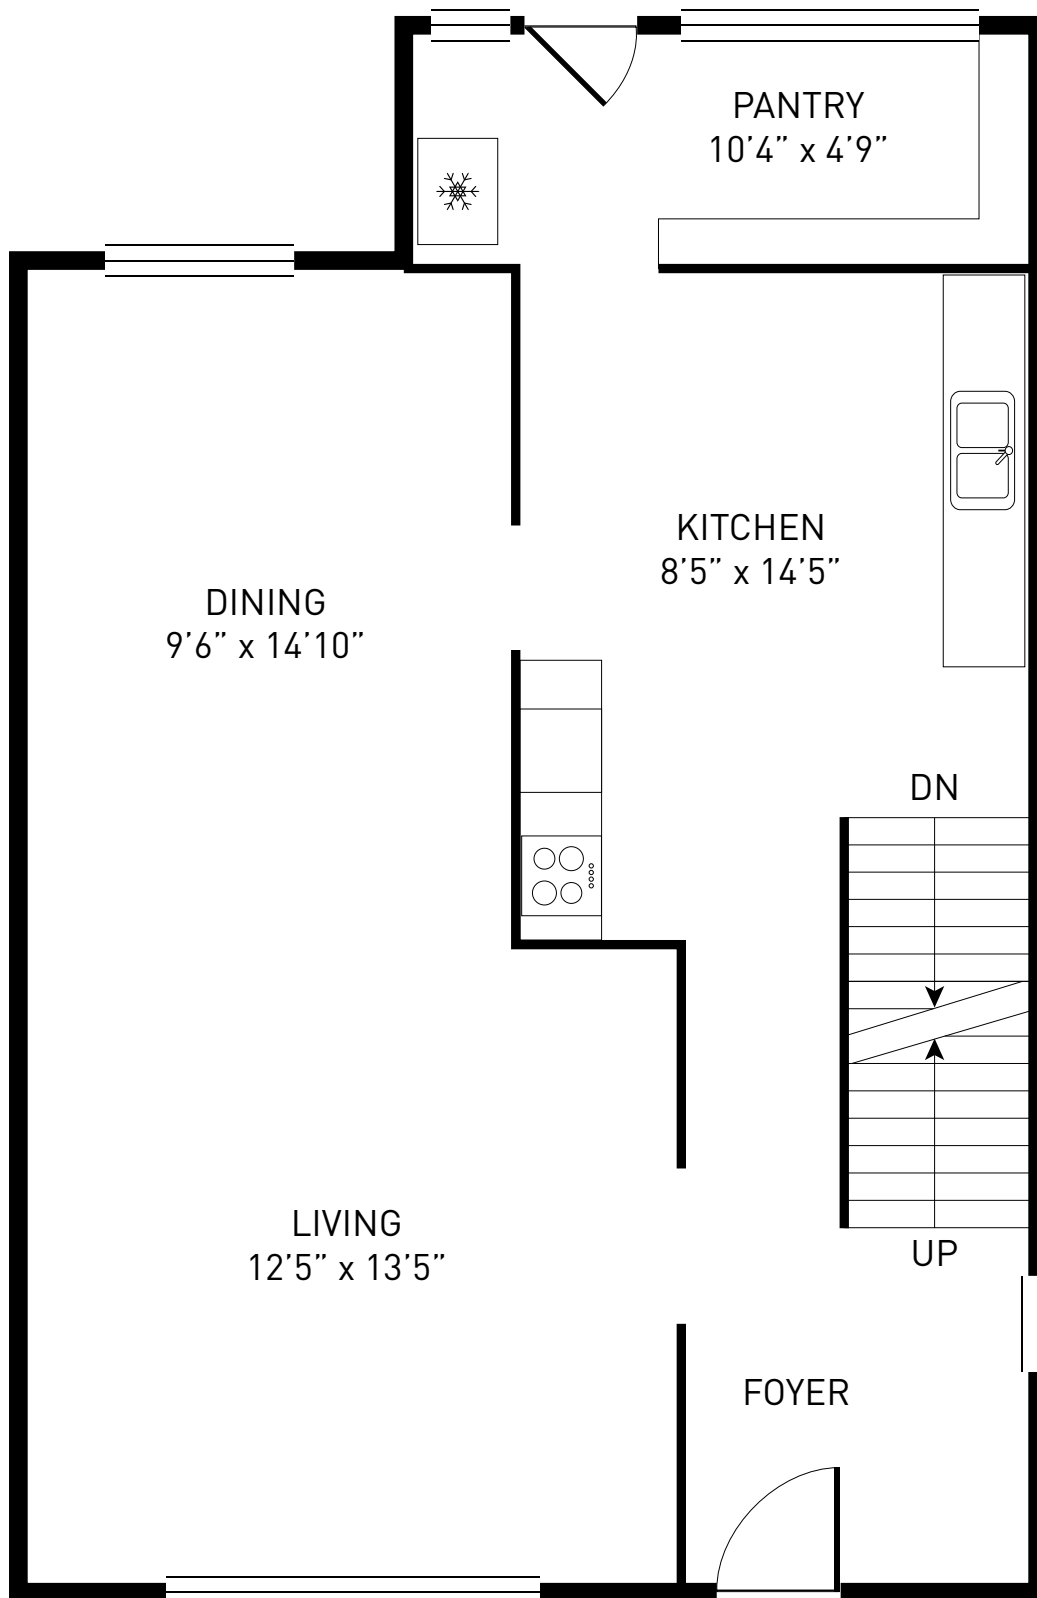 PANTRY
10’4” x 4’9”
KITCHEN
8’5” x 14’5”
DINING
9’6” x 14’10”
DN
LIVING
12’5” x 13’5”
UP
FOYER